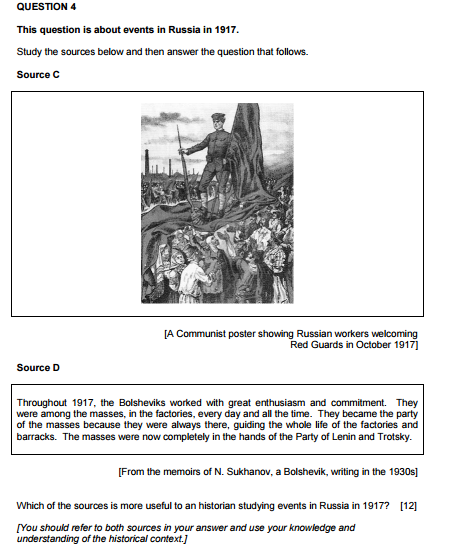 QUESTION 4
This question is about events in Russia in 1917.
Study the sources below and then answer the question that follows.
Source C
[A Communist poster showing Russian workers welcoming
Red Guards in October 1917]
Source D
Throughout 1917, the Bolsheviks worked with great enthusiasm and commitment. They
were among the masses, in the factories, every day and all the time. They became the party
of the masses because they were always there, guiding the whole life of the factories and
barracks. The masses were now completely in the hands of the Party of Lenin and Trotsky.
[From the memoirs of N. Sukhanov, a Bolshevik, writing in the 1930s]
Which of the sources is more useful to an historian studying events in Russia in 1917? [12]
[You should refer to both sources in your answer and use your knowledge and
understanding of the historical context.]